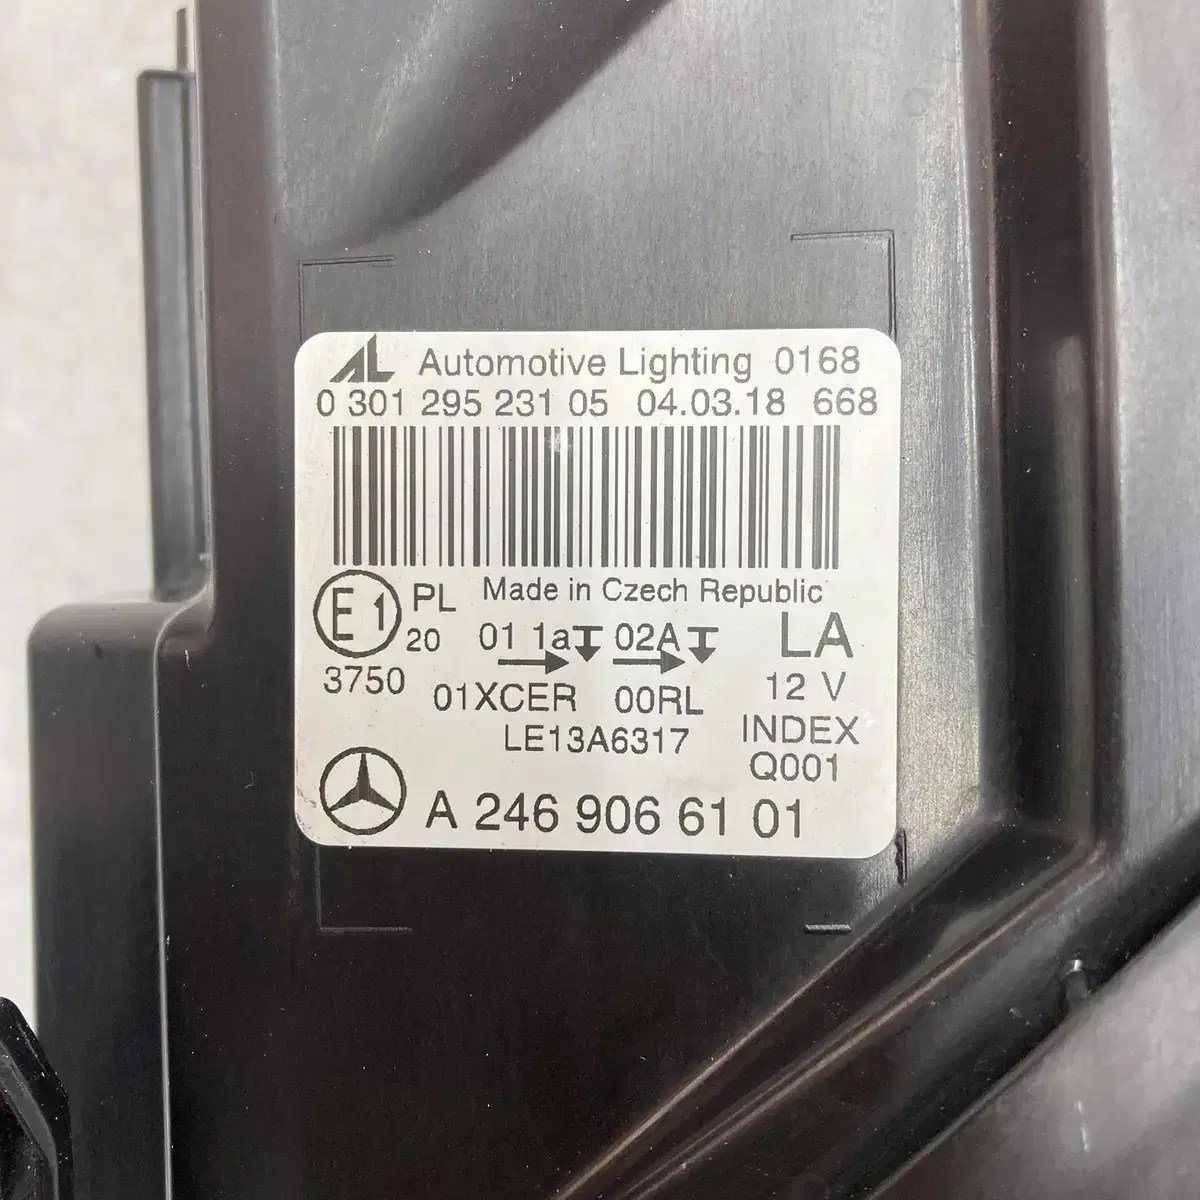 AL Automotive Lighting 0168
0 301 295 231 05 04.03.18 668
Made in Czech Republic
E1 PL
20 01 1a 02A LA
3750 01XCER 00RL 12 V
LE13A6317 INDEX
Q001
A 246 906 61 01